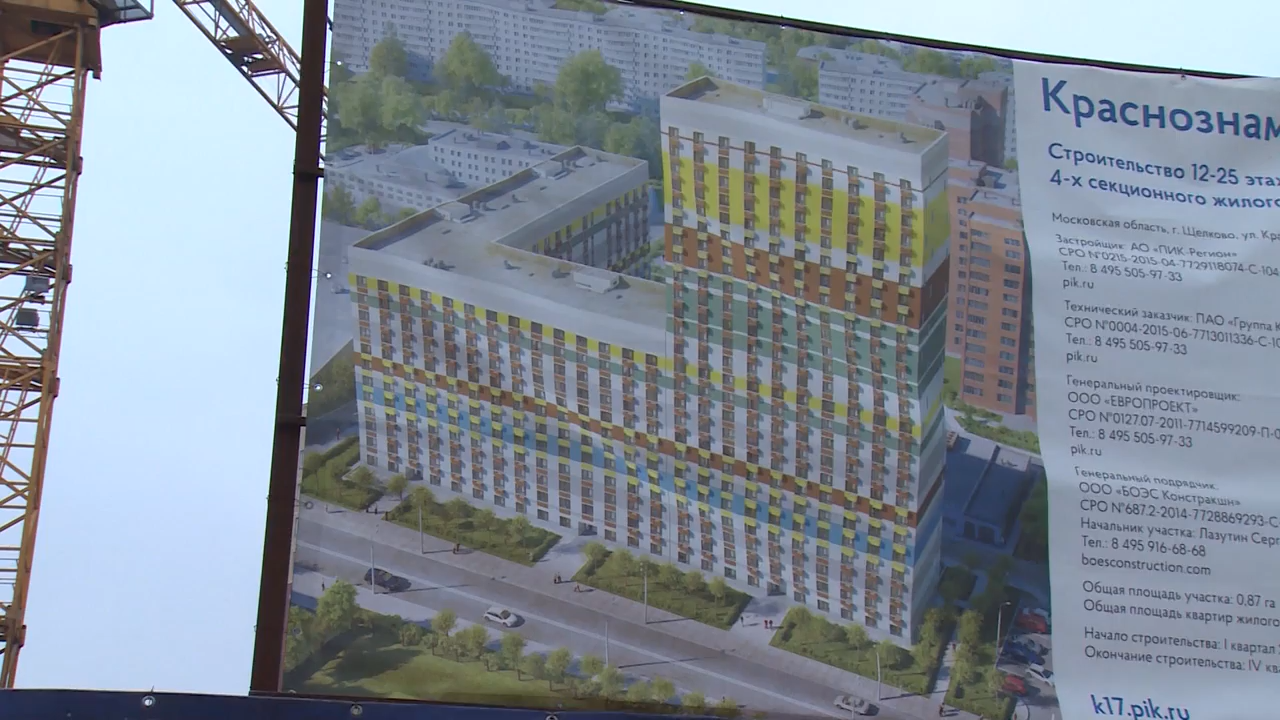 Краснознам
Строительство 12-25 этаж
4-х секционного жилого
Московская область, г. Щелково, ул. Кра
Застройщик: АО «ПИК-Регион»
СРО №0215-2015-04-7729118074-С-104
Тел.: 8 495 505-97-33
pik.ru
Технический заказчик: ПАО «Группа К
СРО №0004-2015-06-7713011336-С-10
Тел.: 8 495 505-97-33
pik.ru
Генеральный проектировщик:
ООО «ЕВРОПРОЕКТ»
СРО №0127.07-2011-7714599209-П-0
Тел.: 8 495 505-97-33
pik.ru
Генеральный подрядчик:
ООО «БОЭС Констракшн»
СРО №687.2-2014-7728869293-С
Начальник участка: Лазутин Серг
Тел.: 8 495 916-68-68
boesconstruction.com
Общая площадь участка: 0,87 га
Общая площадь квартир жилого
Начало строительства: I квартал
Окончание строительства: IV ква
k17.pik.ru